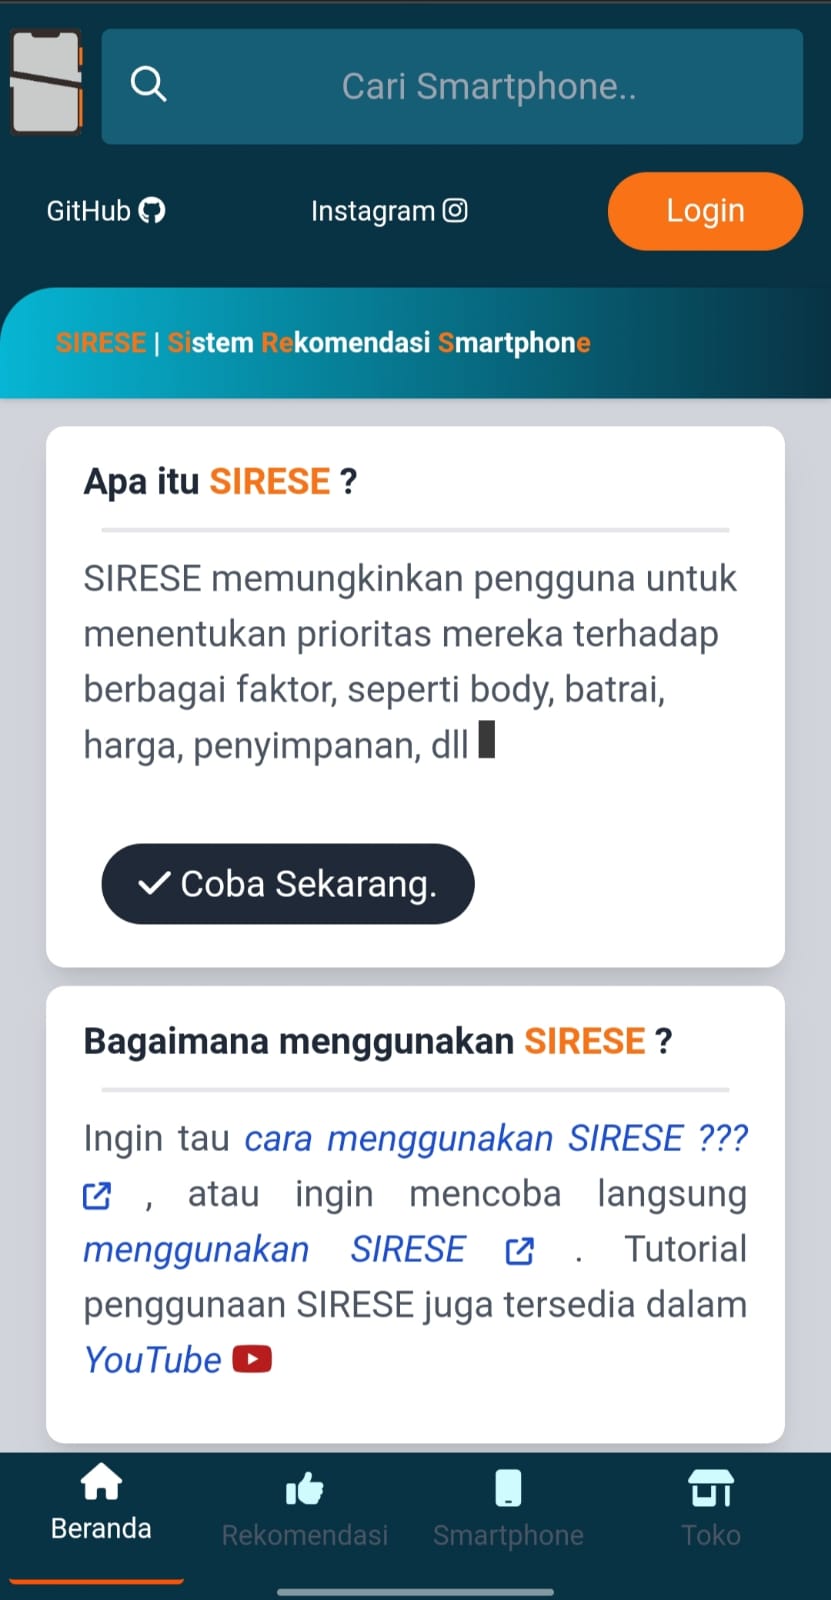 Cari Smartphone..
GitHub
Instagram
Login
SIRESE | Sistem Rekomendasi Smartphone
Apa itu SIRESE ?
SIRESE memungkinkan pengguna untuk
menentukan prioritas mereka terhadap
berbagai faktor, seperti body, batrai,
harga, penyimpanan, dll
Coba Sekarang.
Bagaimana menggunakan SIRESE ?
Ingin tau cara menggunakan SIRESE ???
, atau ingin mencoba langsung
menggunakan SIRESE . Tutorial
penggunaan SIRESE juga tersedia dalam
YouTube
Beranda
Rekomendasi
Smartphone
Toko